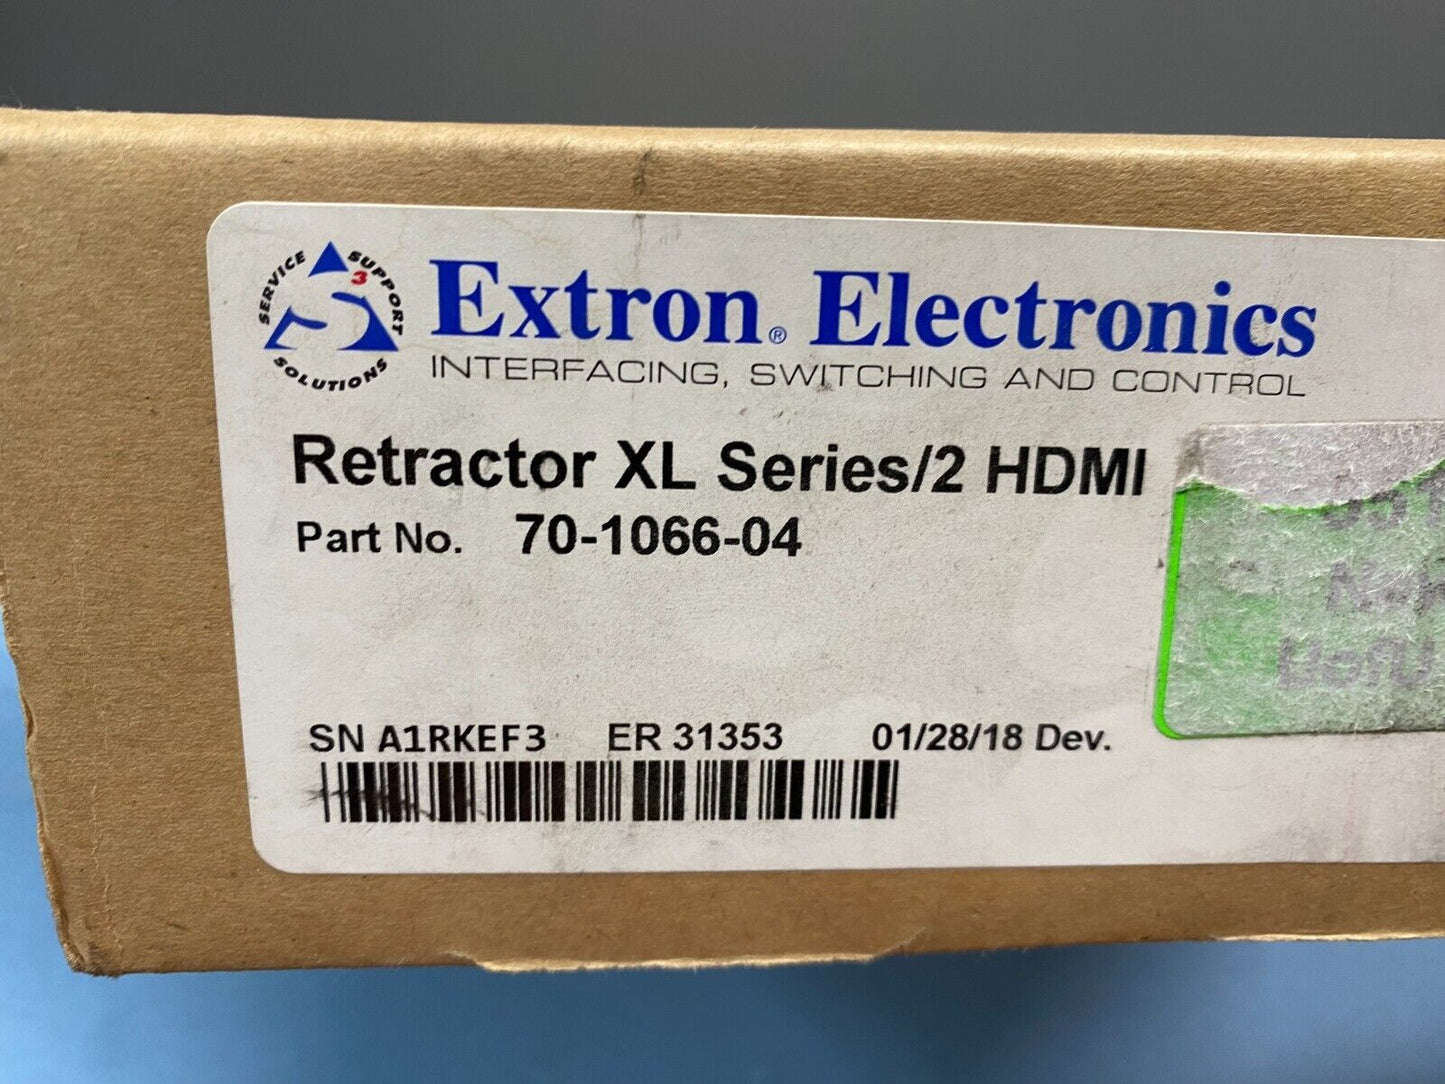 SERVICE SUPPORT SOLUTIONS
S3
Extron® Electronics
INTERFACING, SWITCHING AND CONTROL
Retractor XL Series/2 HDMI
Part No. 70-1066-04
SN A1RKEF3 ER 31353 01/28/18 Dev.